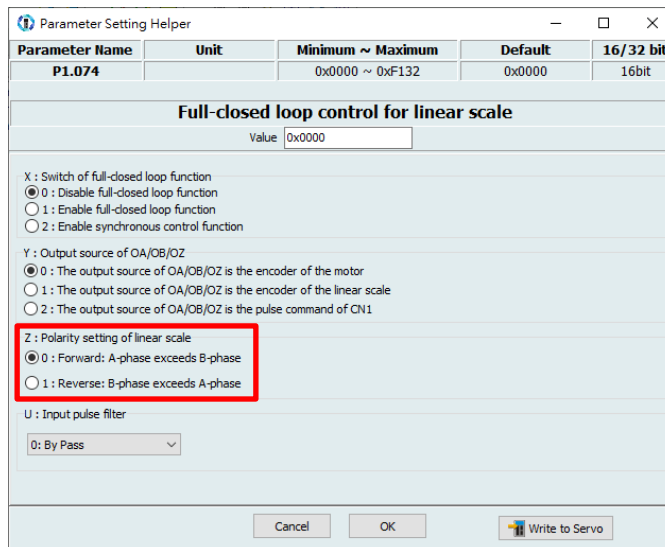 Parameter Setting Helper
Parameter Name Unit Minimum ~ Maximum Default 16/32 bit
P1.074 0x0000 ~ 0xF132 0x0000 16bit
Full-closed loop control for linear scale
Value 0x0000
X : Switch of full-closed loop function
0 : Disable full-closed loop function
1 : Enable full-closed loop function
2 : Enable synchronous control function
Y : Output source of OA/OB/OZ
0 : The output source of OA/OB/OZ is the encoder of the motor
1 : The output source of OA/OB/OZ is the encoder of the linear scale
2 : The output source of OA/OB/OZ is the pulse command of CN1
Z : Polarity setting of linear scale
0 : Forward: A-phase exceeds B-phase
1 : Reverse: B-phase exceeds A-phase
U : Input pulse filter
0: By Pass
Cancel OK Write to Servo